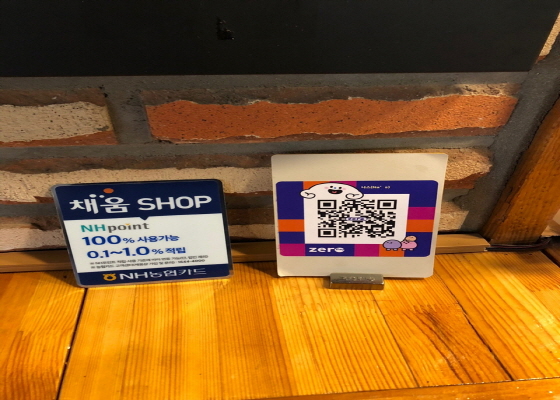 채움 SHOP
NHpoint
100% 사용가능
0.1~1.0% 적립
NH농협카드
zero